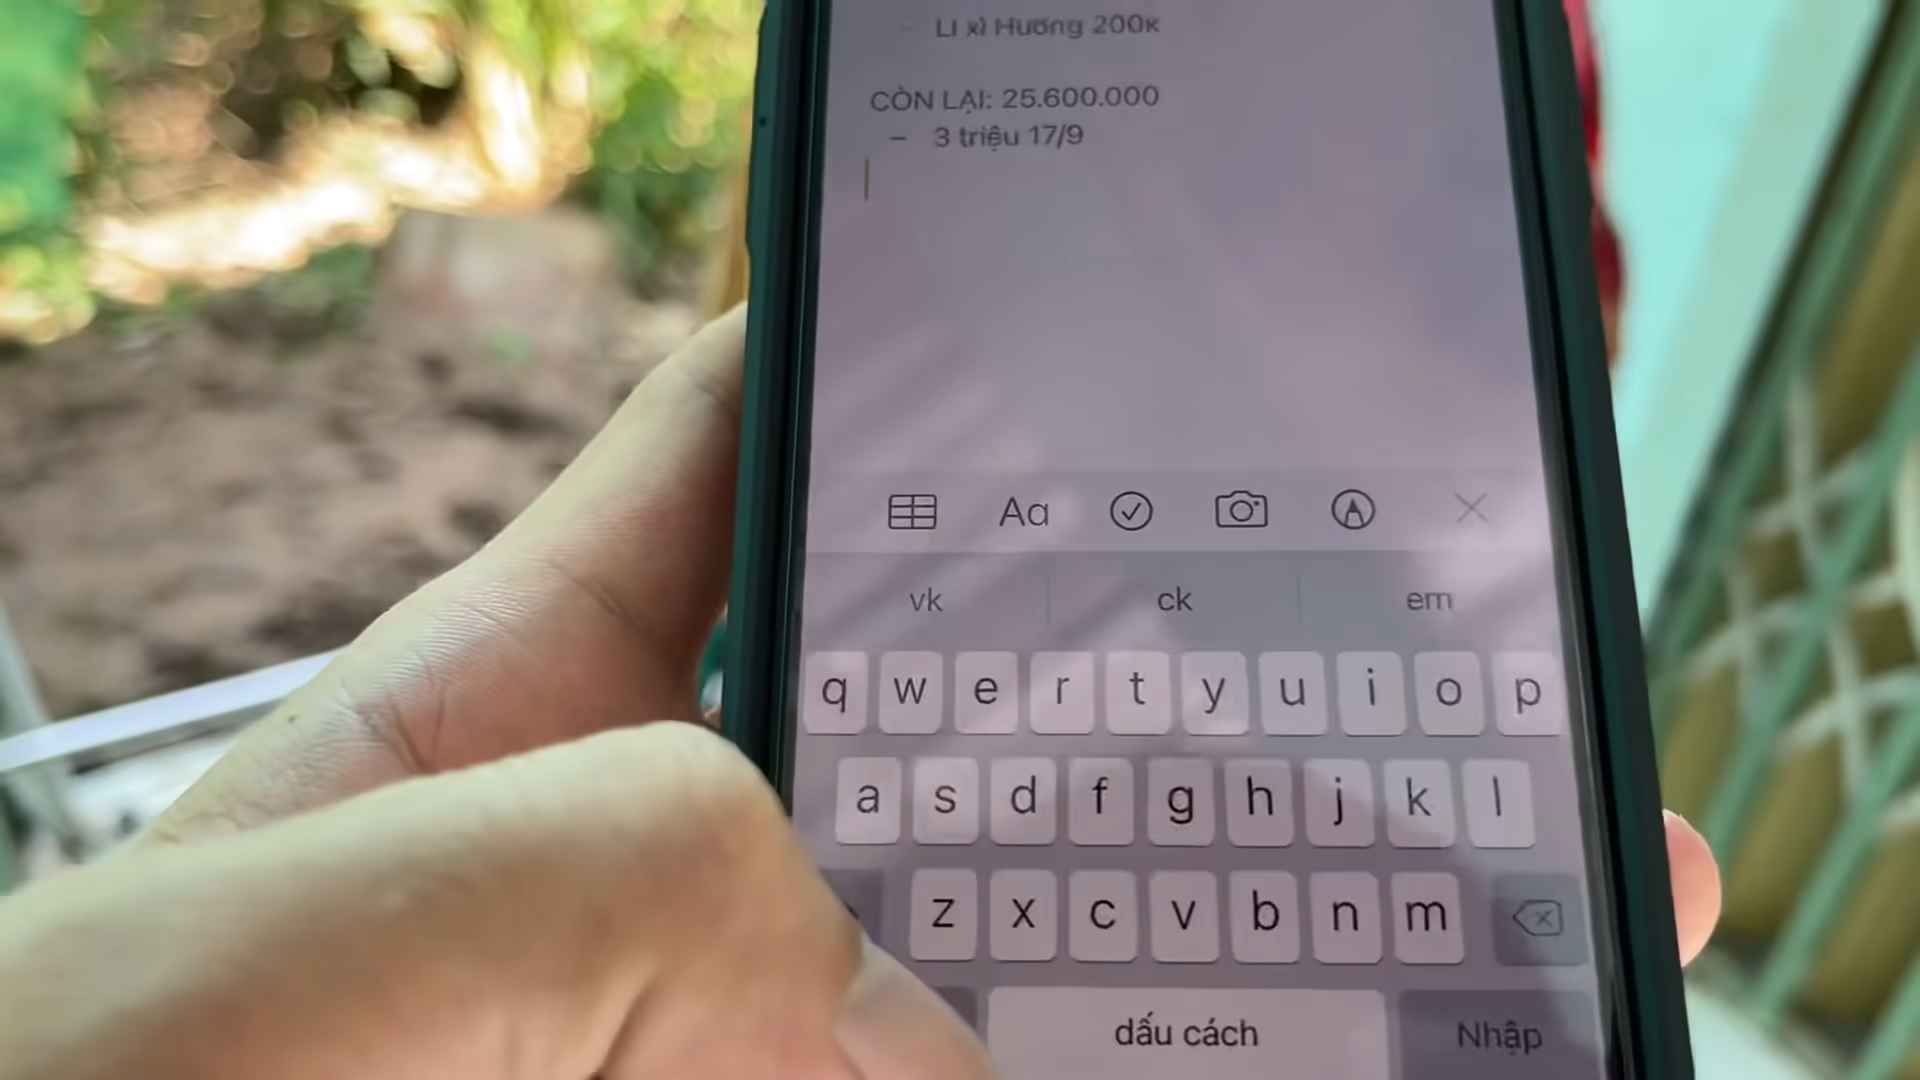 - Lì xì Hương 200k
CÒN LẠI: 25.600.000
- 3 triệu 17/9
Aa
vk ck em
q w e r t y u i o p
a s d f g h j k l
z x c v b n m
dấu cách Nhập